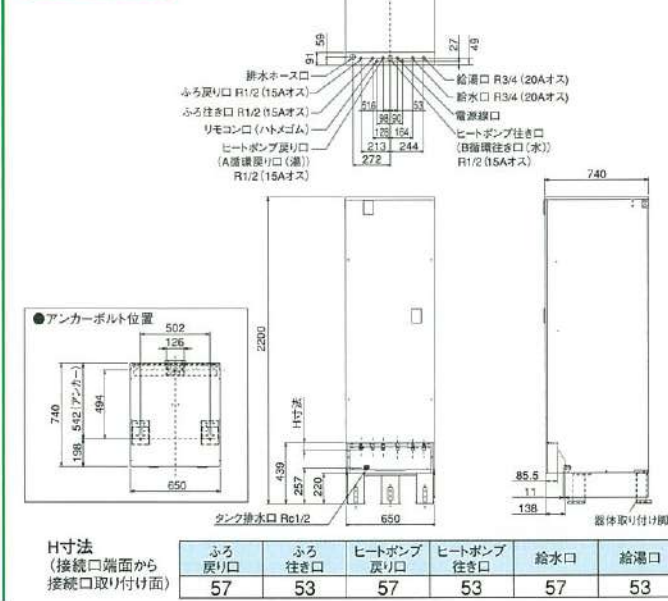 59
91
27
49
排水ホース口
ふろ戻り口 R1/2(15Aオス)
ふろ往き口 R1/2(15Aオス)
リモコン口(ハトメゴム)
ヒートポンプ戻り口
(A循環戻り口(湯))
R1/2(15Aオス)
給湯口 R3/4(20Aオス)
給水口 R3/4(20Aオス)
電源線口
ヒートポンプ往き口
(B循環往き口(水))
R1/2(15Aオス)
516
53
98
90
164
213
244
272
740
2200
H寸法
439
257
220
タンク排水口 Rc1/2
650
85.5
11
138
器体取り付け脚
●アンカーボルト位置
502
126
740
542(アンカー)
494
198
650
H寸法
(接続口端面から
接続口取り付け面)
ふろ戻り口 ふろ往き口 ヒートポンプ戻り口 ヒートポンプ往き口 給水口 給湯口
57 53 57 53 57 53